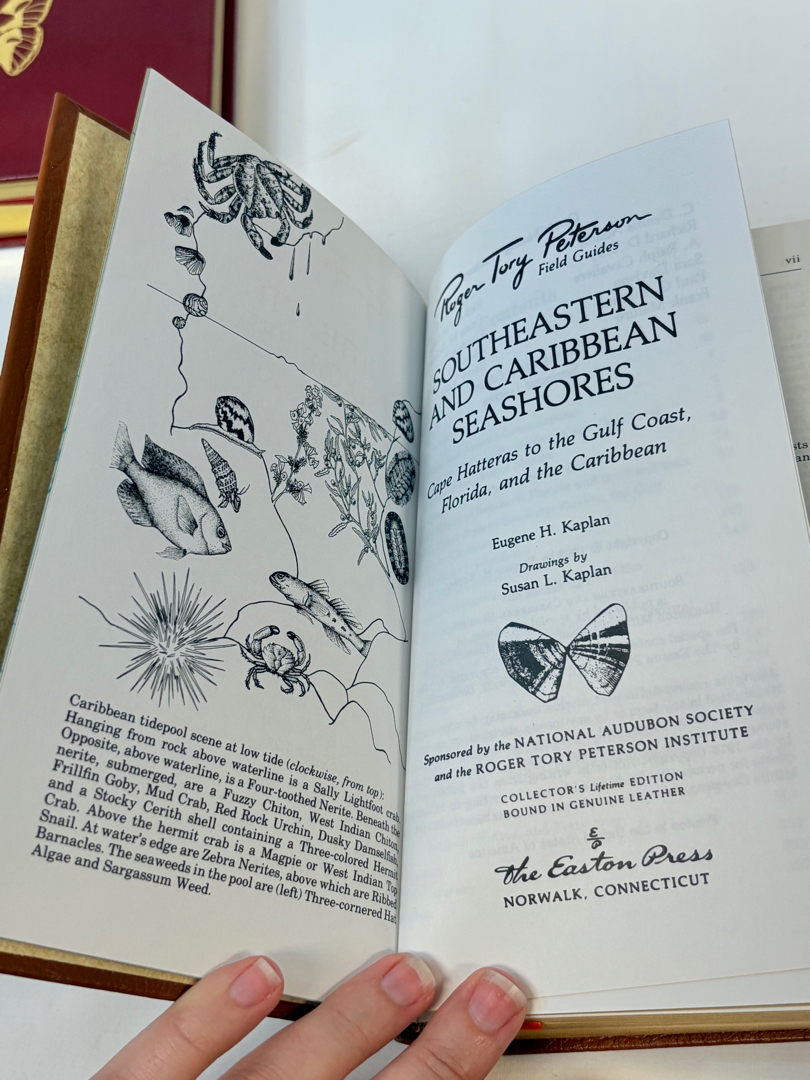 Caribbean tidepool scene at low tide (clockwise, from top):
Hanging from rock above waterline is a Sally Lightfoot crab.
Opposite, above waterline, is a Four-toothed Nerite. Beneath the
nerite, submerged, are a Fuzzy Chiton, West Indian Chiton,
Frillfin Goby, Mud Crab, Red Rock Urchin, Dusky Damselfish,
and a Stocky Cerith shell containing a Three-colored Hermit
Crab. Above the hermit crab is a Magpie or West Indian Top
Snail. At water's edge are Zebra Nerites, above which are Ribbed
Barnacles. The seaweeds in the pool are (left) Three-cornered Hat
Algae and Sargassum Weed.
Roger Tory Peterson
Field Guides
SOUTHEASTERN
AND CARIBBEAN
SEASHORES
Cape Hatteras to the Gulf Coast,
Florida, and the Caribbean
Eugene H. Kaplan
Drawings by
Susan L. Kaplan
Sponsored by the NATIONAL AUDUBON SOCIETY
and the ROGER TORY PETERSON INSTITUTE
COLLECTOR'S Lifetime EDITION
BOUND IN GENUINE LEATHER
E/P
the Easton Press
NORWALK, CONNECTICUT
vii